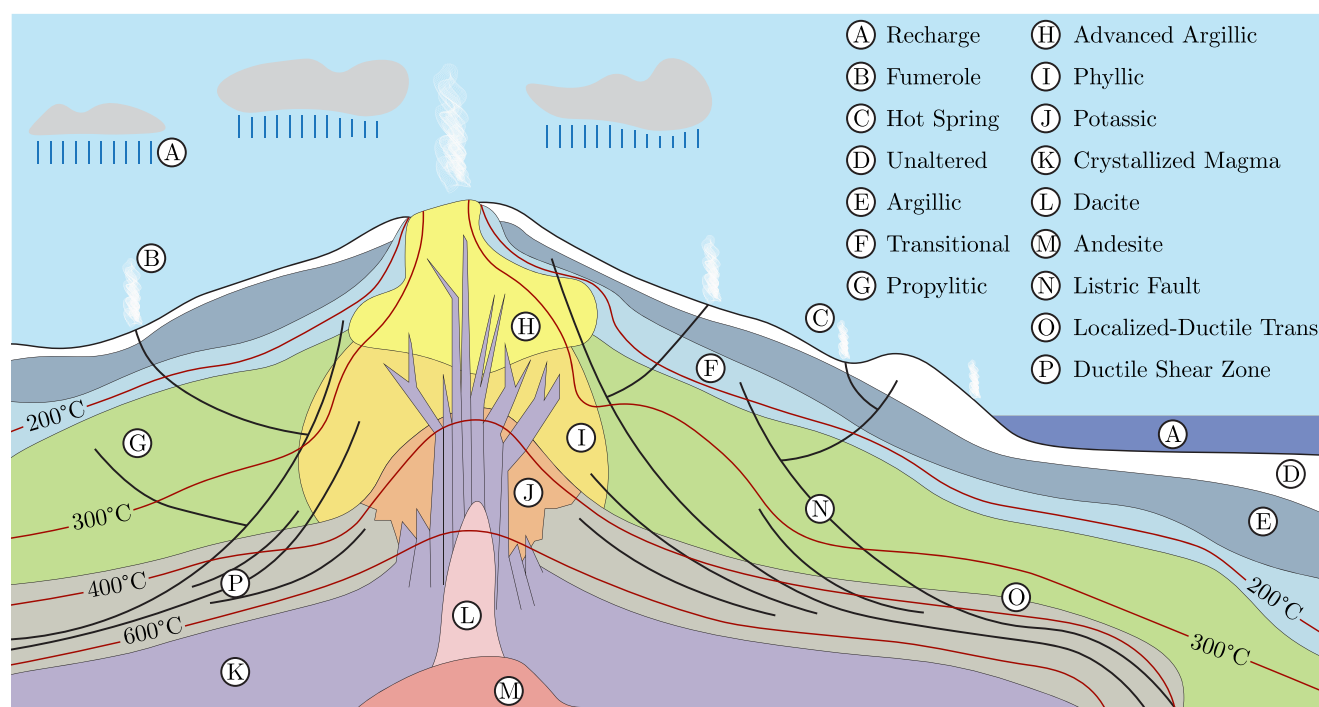 A Recharge
B Fumerole
C Hot Spring
D Unaltered
E Argillic
F Transitional
G Propylitic
H Advanced Argillic
I Phyllic
J Potassic
K Crystallized Magma
L Dacite
M Andesite
N Listric Fault
O Localized-Ductile Trans
P Ductile Shear Zone
A
B
C
H
F
200°C
G
I
A
D
J
N
E
300°C
400°C
P
O
200°C
L
600°C
300°C
K
M